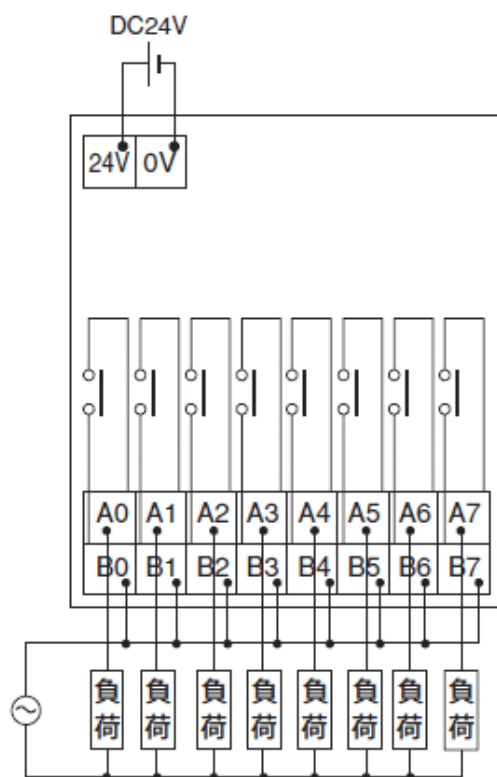 DC24V
24V 0V
A0 A1 A2 A3 A4 A5 A6 A7
B0 B1 B2 B3 B4 B5 B6 B7
負荷 負荷 負荷 負荷 負荷 負荷 負荷 負荷